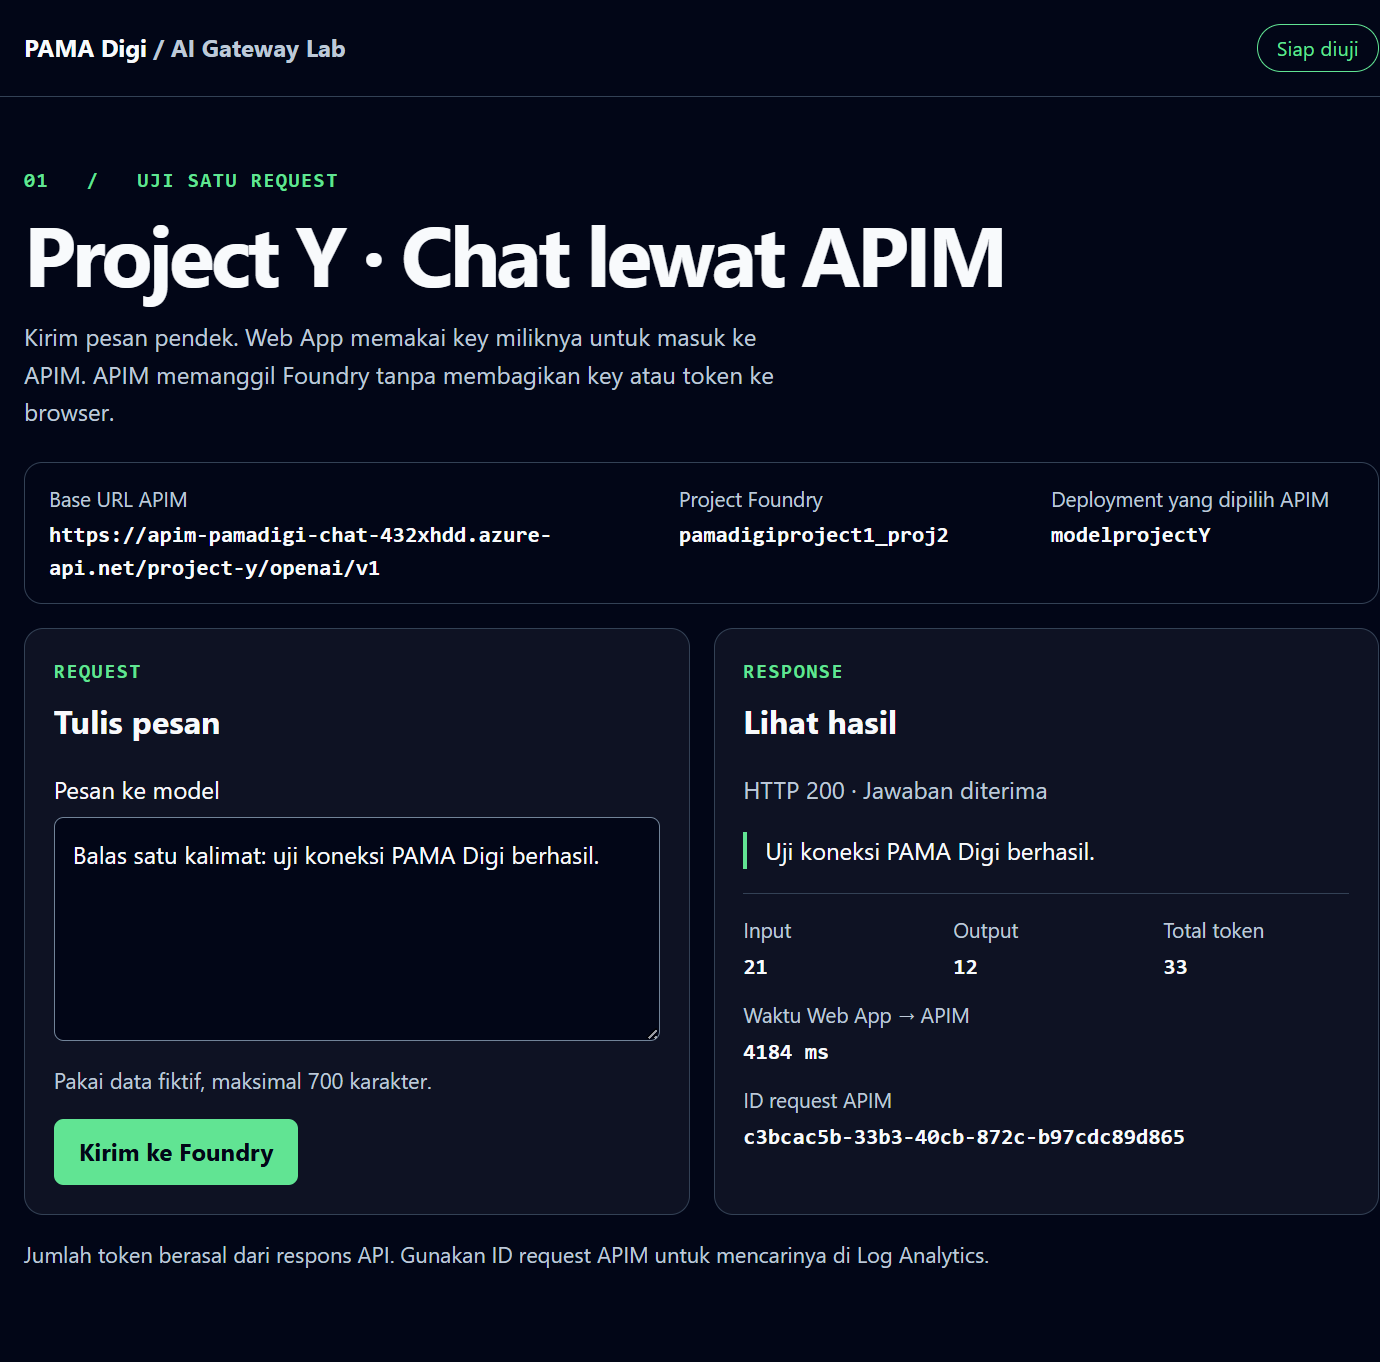 PAMA Digi / AI Gateway Lab
Siap diuji
01 / UJI SATU REQUEST
Project Y · Chat lewat APIM
Kirim pesan pendek. Web App memakai key miliknya untuk masuk ke
APIM. APIM memanggil Foundry tanpa membagikan key atau token ke
browser.
Base URL APIM
https://apim-pamadigi-chat-432xhdd.azure-
api.net/project-y/openai/v1
Project Foundry
pamadigiproject1_proj2
Deployment yang dipilih APIM
modelprojectY
REQUEST
Tulis pesan
Pesan ke model
Balas satu kalimat: uji koneksi PAMA Digi berhasil.
Pakai data fiktif, maksimal 700 karakter.
Kirim ke Foundry
RESPONSE
Lihat hasil
HTTP 200 · Jawaban diterima
Uji koneksi PAMA Digi berhasil.
Input
21
Output
12
Total token
33
Waktu Web App → APIM
4184 ms
ID request APIM
c3bcac5b-33b3-40cb-872c-b97cdc89d865
Jumlah token berasal dari respons API. Gunakan ID request APIM untuk mencarinya di Log Analytics.